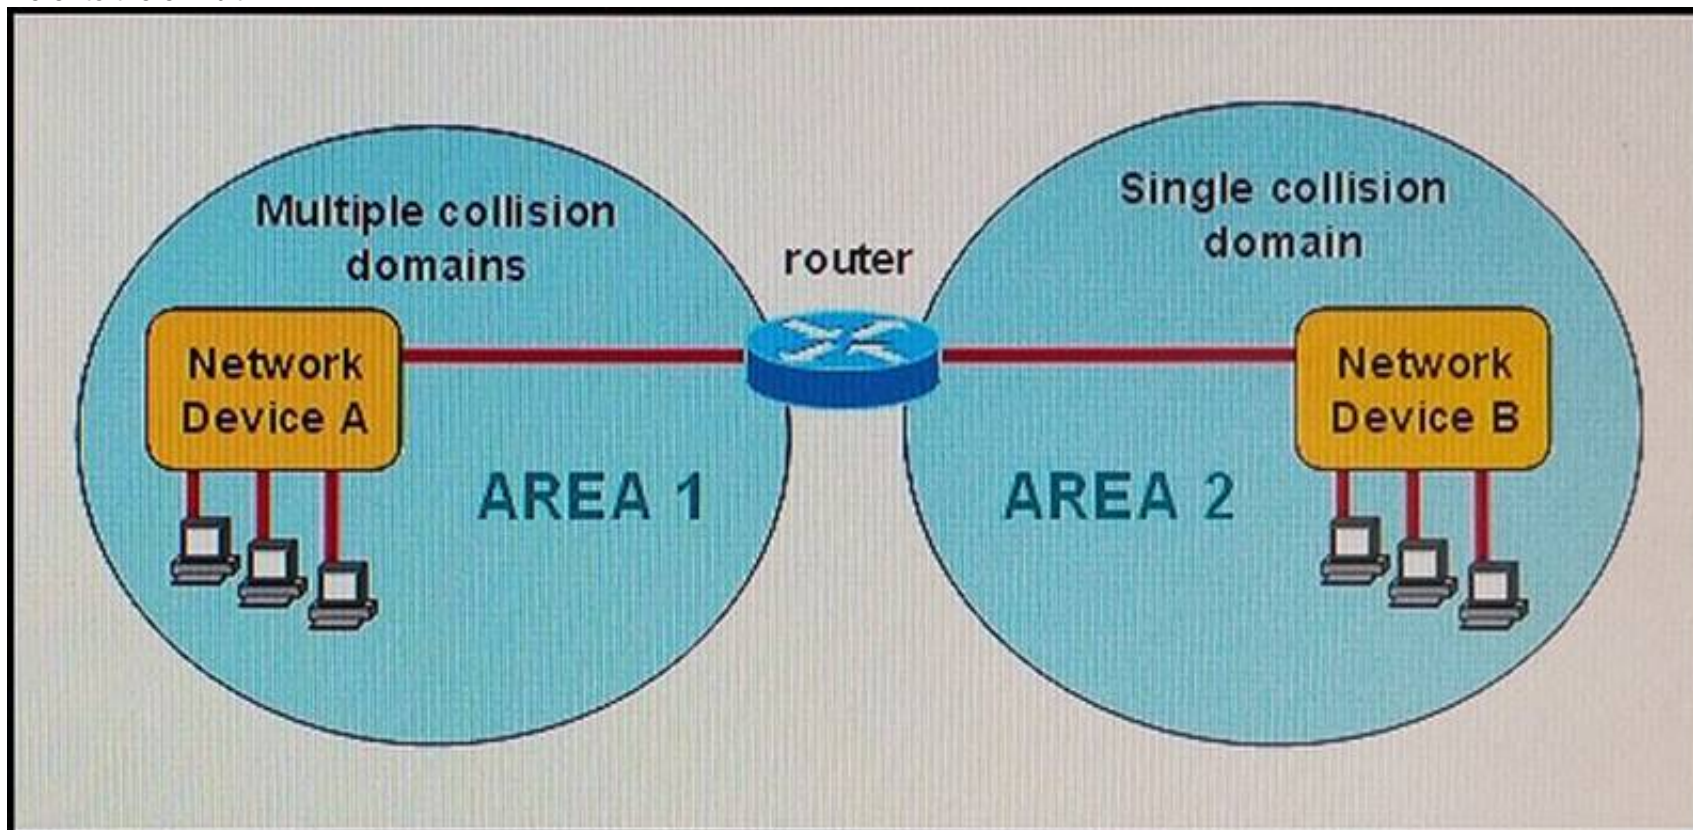 Multiple collision
domains
Single collision
domain
router
Network
Device A
Network
Device B
AREA 1
AREA 2